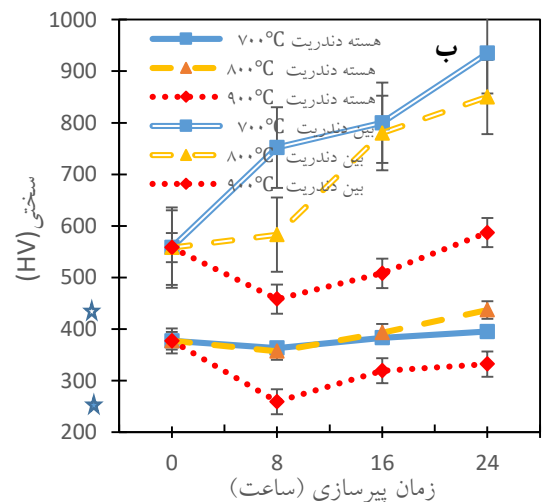 ب
هسته دندریت ۷۰۰°C
هسته دندریت ۸۰۰°C
هسته دندریت ۹۰۰°C
بین دندریت ۷۰۰°C
بین دندریت ۸۰۰°C
بین دندریت ۹۰۰°C
سختی(HV)
1000
900
800
700
600
500
400
300
200
0 8 16 24
زمان پیرسازی (ساعت)